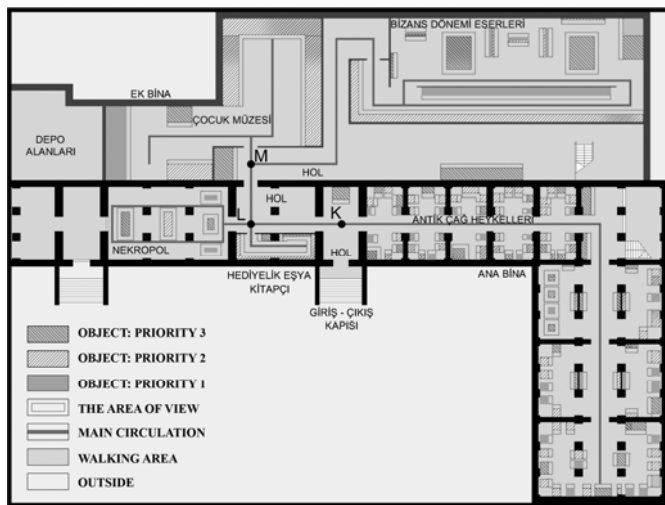 BİZANS DÖNEMİ ESERLERİ
EK BİNA
ÇOCUK MÜZESİ
DEPO
ALANLARI
M
HOL
HOL
L
K
ANTİK ÇAĞ HEYKELLERİ
NEKROPOL
HOL
HEDİYELİK EŞYA
KİTAPÇI
ANA BİNA
GİRİŞ - ÇIKIŞ
KAPISI
OBJECT: PRIORITY 3
OBJECT: PRIORITY 2
OBJECT: PRIORITY 1
THE AREA OF VIEW
MAIN CIRCULATION
WALKING AREA
OUTSIDE